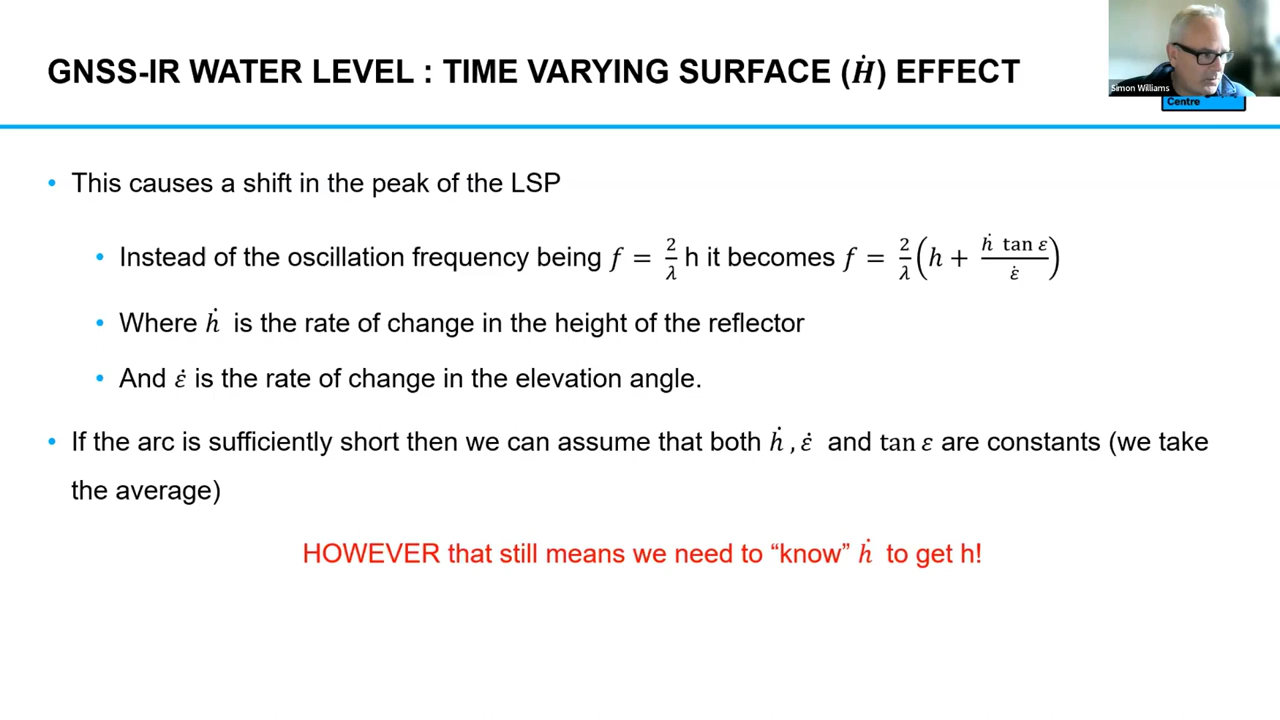 GNSS-IR WATER LEVEL : TIME VARYING SURFACE (Ḣ) EFFECT
Simon Williams
Centre
• This causes a shift in the peak of the LSP
• Instead of the oscillation frequency being f = 2/λ h it becomes f = 2/λ (h + ḣ tan ε / ε̇)
• Where ḣ is the rate of change in the height of the reflector
• And ε̇ is the rate of change in the elevation angle.
• If the arc is sufficiently short then we can assume that both ḣ , ε̇ and tan ε are constants (we take
the average)
HOWEVER that still means we need to “know” ḣ to get h!